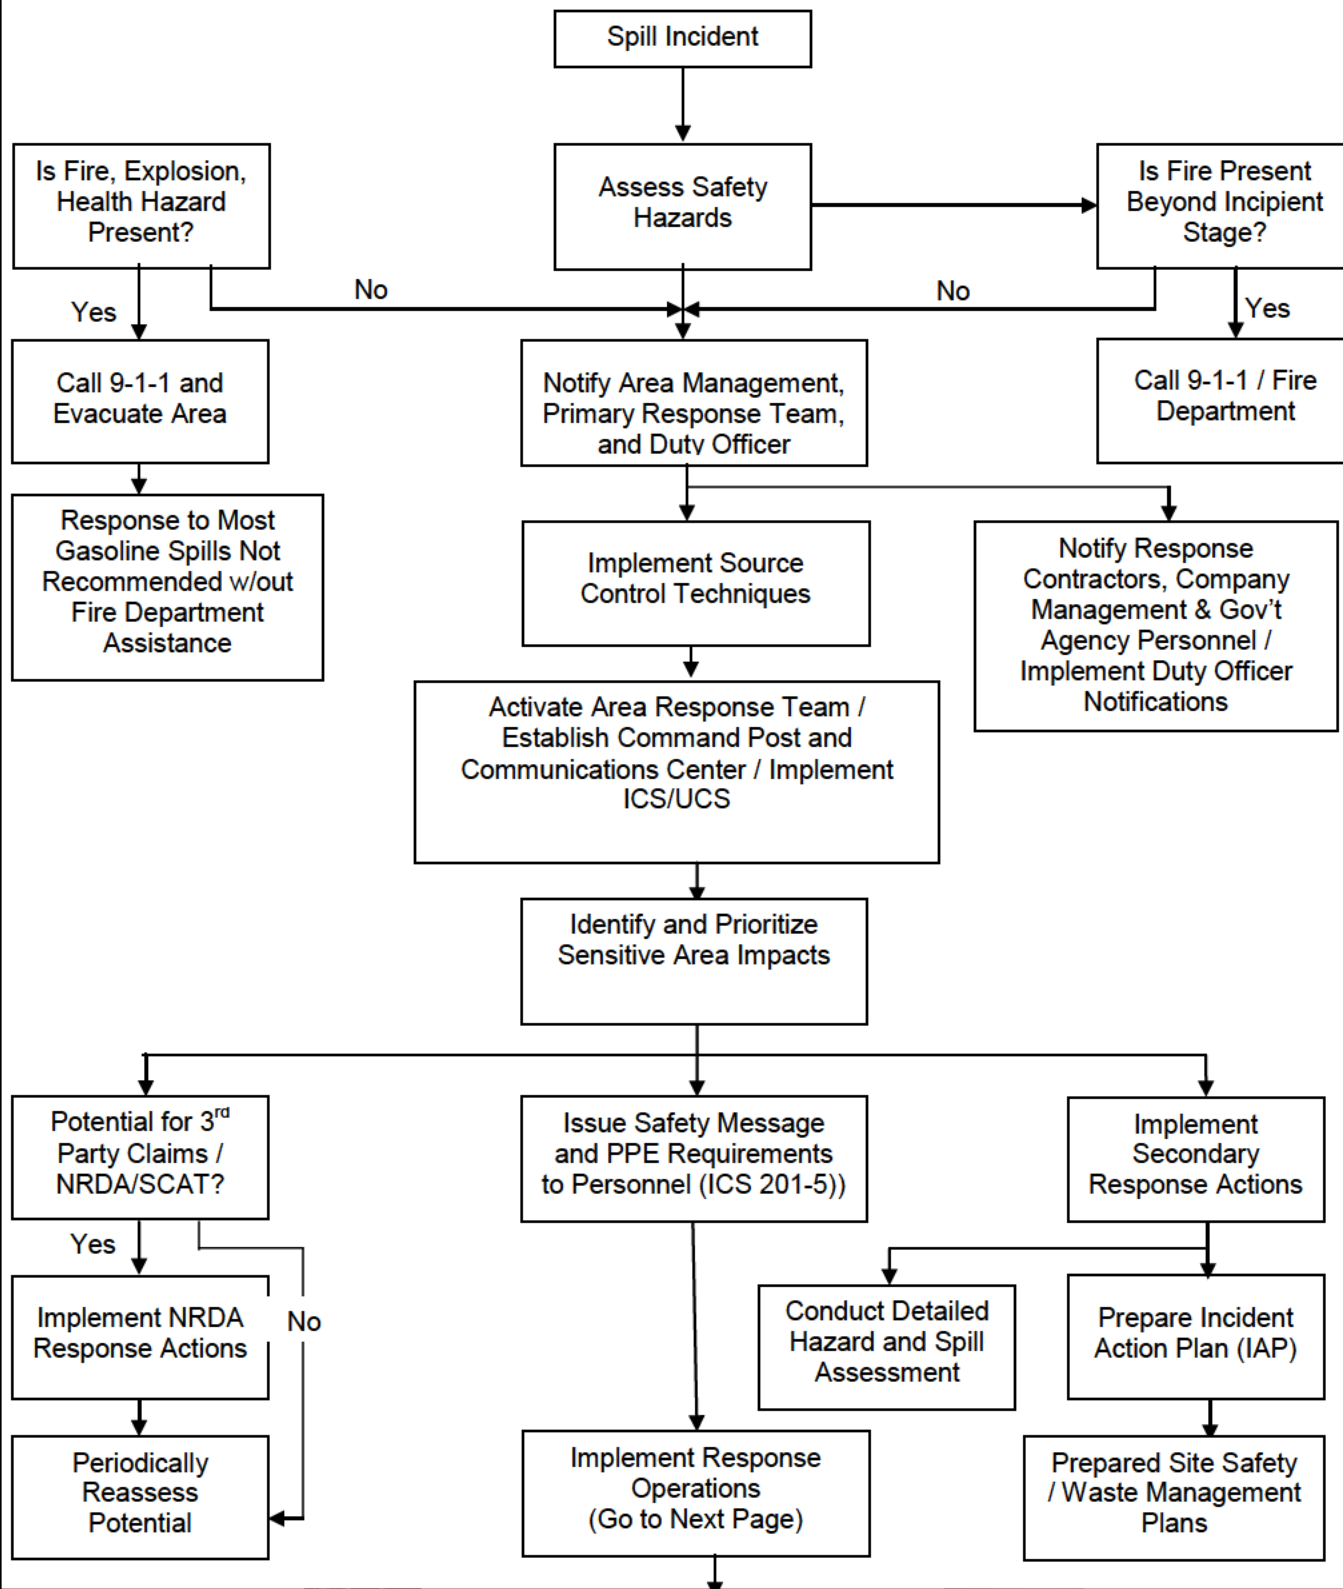 Spill Incident
Is Fire, Explosion,
Health Hazard
Present?
Assess Safety
Hazards
Is Fire Present
Beyond Incipient
Stage?
No
No
Yes
Yes
Call 9-1-1 and
Evacuate Area
Notify Area Management,
Primary Response Team,
and Duty Officer
Call 9-1-1 / Fire
Department
Response to Most
Gasoline Spills Not
Recommended w/out
Fire Department
Assistance
Implement Source
Control Techniques
Notify Response
Contractors, Company
Management & Gov't
Agency Personnel /
Implement Duty Officer
Notifications
Activate Area Response Team /
Establish Command Post and
Communications Center / Implement
ICS/UCS
Identify and Prioritize
Sensitive Area Impacts
Potential for 3rd
Party Claims /
NRDA/SCAT?
Issue Safety Message
and PPE Requirements
to Personnel (ICS 201-5))
Implement
Secondary
Response Actions
Yes
No
Implement NRDA
Response Actions
Conduct Detailed
Hazard and Spill
Assessment
Prepare Incident
Action Plan (IAP)
Periodically
Reassess
Potential
Implement Response
Operations
(Go to Next Page)
Prepared Site Safety
/ Waste Management
Plans